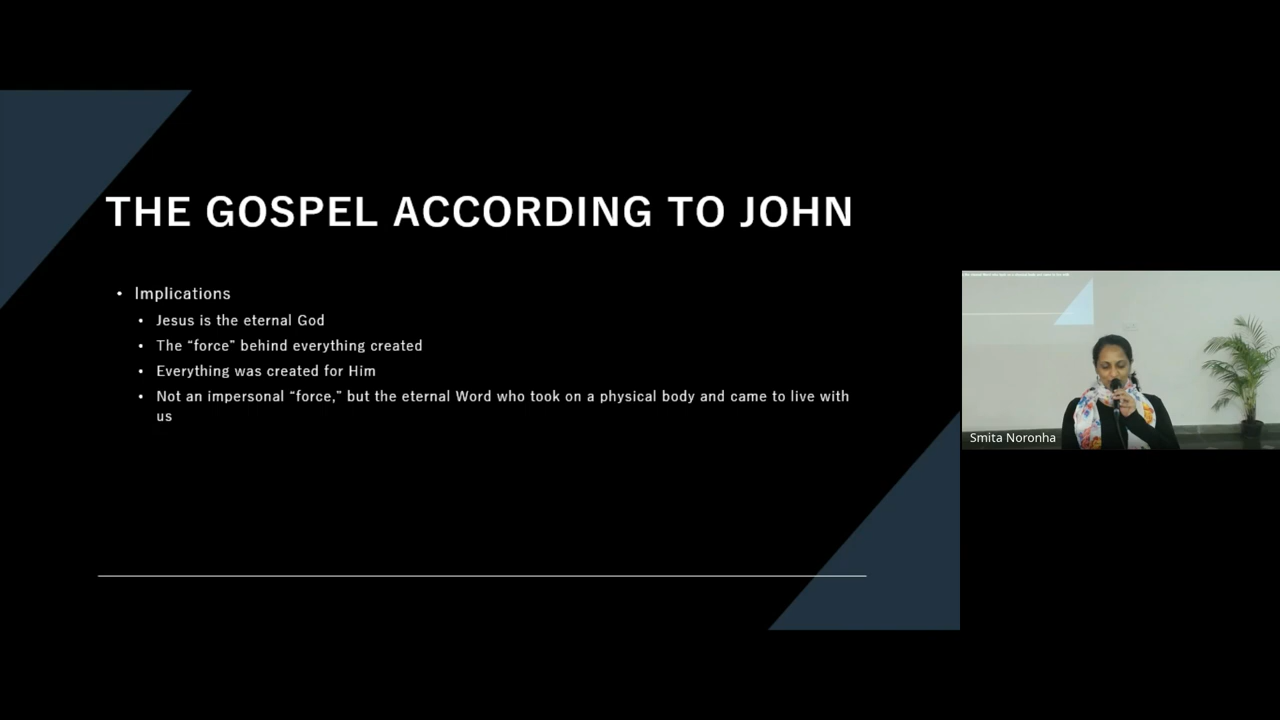 THE GOSPEL ACCORDING TO JOHN
• Implications
• Jesus is the eternal God
• The “force” behind everything created
• Everything was created for Him
• Not an impersonal “force,” but the eternal Word who took on a physical body and came to live with
us
Smita Noronha